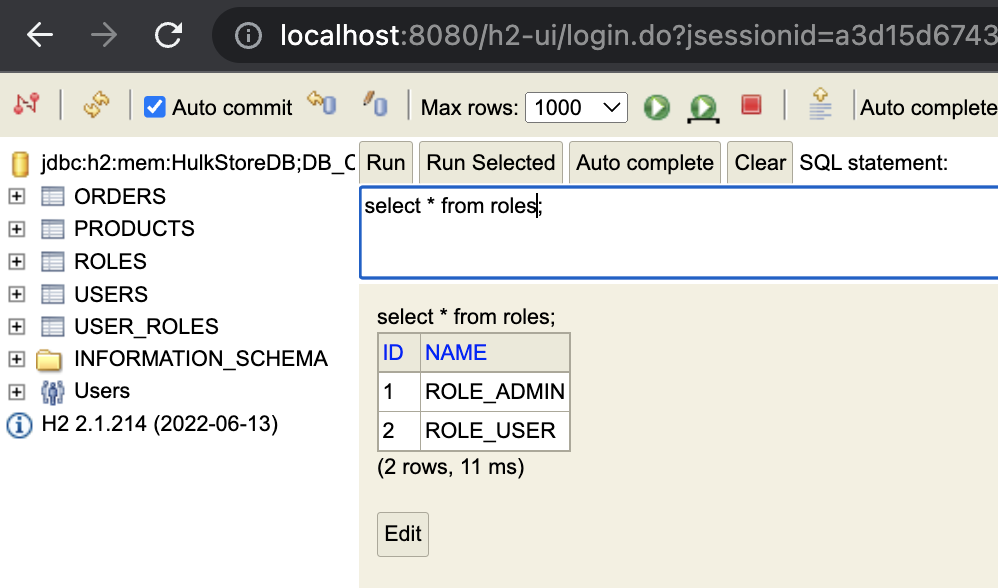 localhost:8080/h2-ui/login.do?jsessionid=a3d15d6743
Auto commit Max rows: 1000 Auto complete
jdbc:h2:mem:HulkStoreDB;DB_C Run Run Selected Auto complete Clear SQL statement:
ORDERS
PRODUCTS
ROLES
USERS
USER_ROLES
INFORMATION_SCHEMA
Users
H2 2.1.214 (2022-06-13)
select * from roles;
select * from roles;
ID NAME
1 ROLE_ADMIN
2 ROLE_USER
(2 rows, 11 ms)
Edit